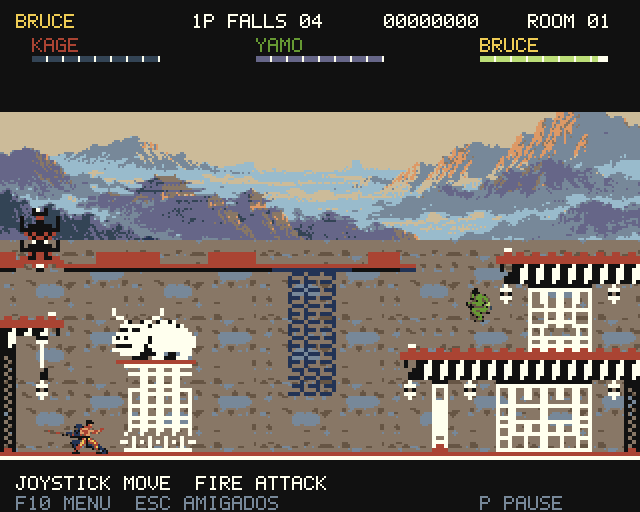 BRUCE 1P FALLS 04 00000000 ROOM 01
KAGE YAMO BRUCE
JOYSTICK MOVE FIRE ATTACK
F10 MENU ESC AMIGADOS P PAUSE